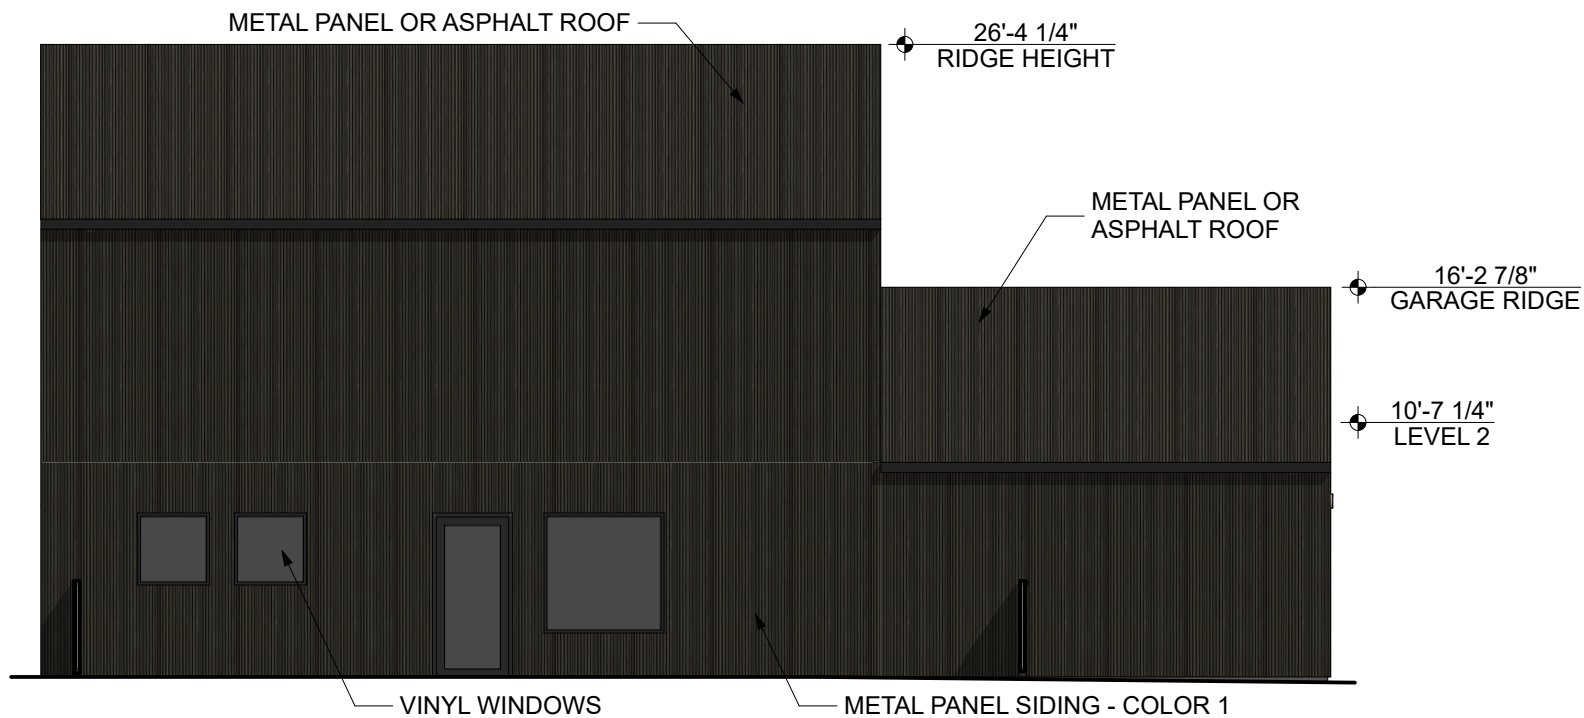 METAL PANEL OR ASPHALT ROOF
26'-4 1/4"
RIDGE HEIGHT
METAL PANEL OR
ASPHALT ROOF
16'-2 7/8"
GARAGE RIDGE
10'-7 1/4"
LEVEL 2
VINYL WINDOWS
METAL PANEL SIDING - COLOR 1